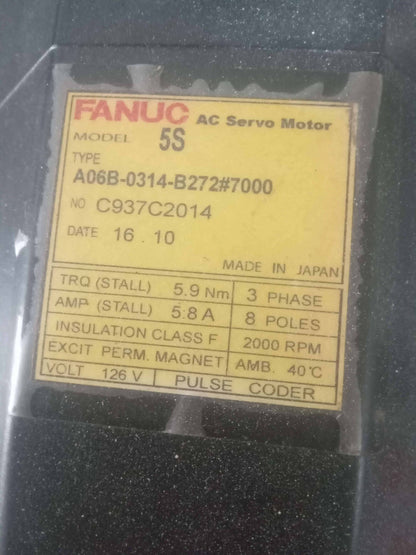 FANUC AC Servo Motor
MODEL 5S
TYPE
A06B-0314-B272#7000
NO C937C2014
DATE 16 . 10
MADE IN JAPAN
TRQ (STALL) 5.9 Nm 3 PHASE
AMP (STALL) 5.8 A 8 POLES
INSULATION CLASS F 2000 RPM
EXCIT PERM. MAGNET AMB. 40℃
VOLT 126 V PULSE CODER